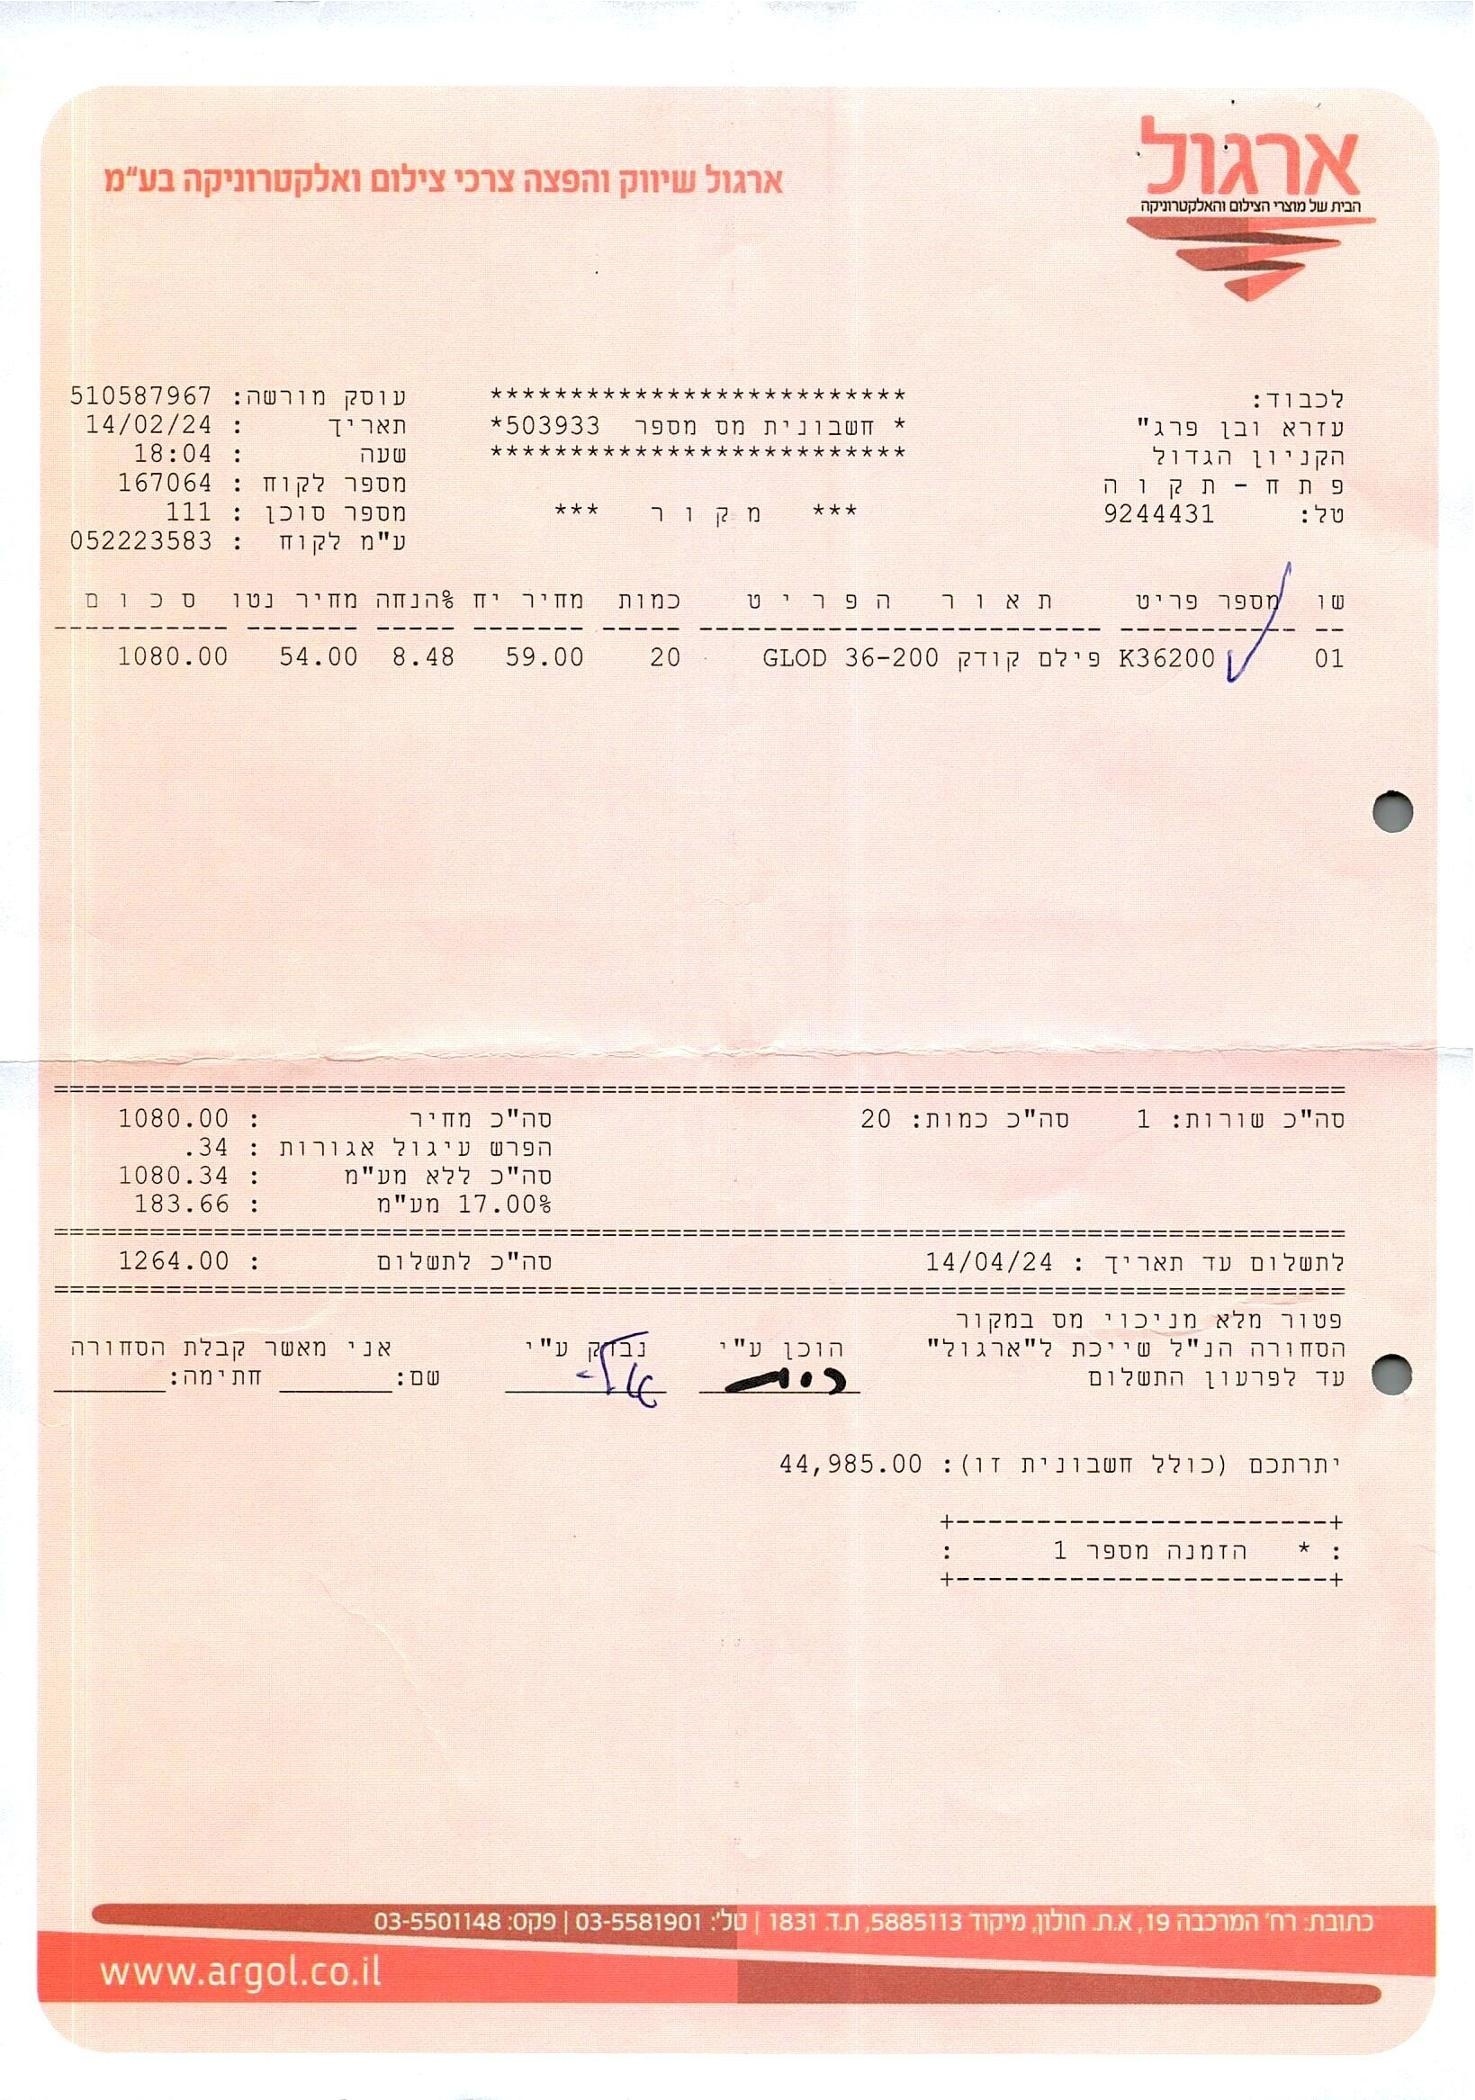 ארגול
הבית של מוצרי הצילום והאלקטרוניקה
ארגול שיווק והפצה צרכי צילום ואלקטרוניקה בע"מ
לכבוד: ************************** עוסק מורשה: 510587967
עזרא ובן פרג" * חשבונית מס מספר 503933* תאריך : 14/02/24
הקניון הגדול ************************** שעה : 18:04
פ ת ח - ת ק ו ה מספר לקוח : 167064
טל: 9244431 *** מ ק ו ר *** מספר סוכן : 111
ע"מ לקוח : 052223583
שו מספר פריט ת א ו ר ה פ ר י ט כמות מחיר יח %הנחה מחיר נטו ס כ ו ם
01 K36200 פילם קודק GLOD 36-200 20 59.00 8.48 54.00 1080.00
סה"כ שורות: 1 סה"כ כמות: 20 סה"כ מחיר : 1080.00
הפרש עיגול אגורות : 34.
סה"כ ללא מע"מ : 1080.34
17.00% מע"מ : 183.66
לתשלום עד תאריך : 14/04/24 סה"כ לתשלום : 1264.00
פטור מלא מניכוי מס במקור
הסחורה הנ"ל שייכת ל"ארגול" הוכן ע"י נבדק ע"י אני מאשר קבלת הסחורה
עד לפרעון התשלום שם: ________ חתימה: ________
יתרתכם (כולל חשבונית זו): 44,985.00
+-----------------------+
: * הזמנה מספר 1 :
+-----------------------+
כתובת: רח' המרכבה 19, א.ת. חולון, מיקוד 5885113, ת.ד. 1831 | טל': 03-5581901 | פקס: 03-5501148
www.argol.co.il